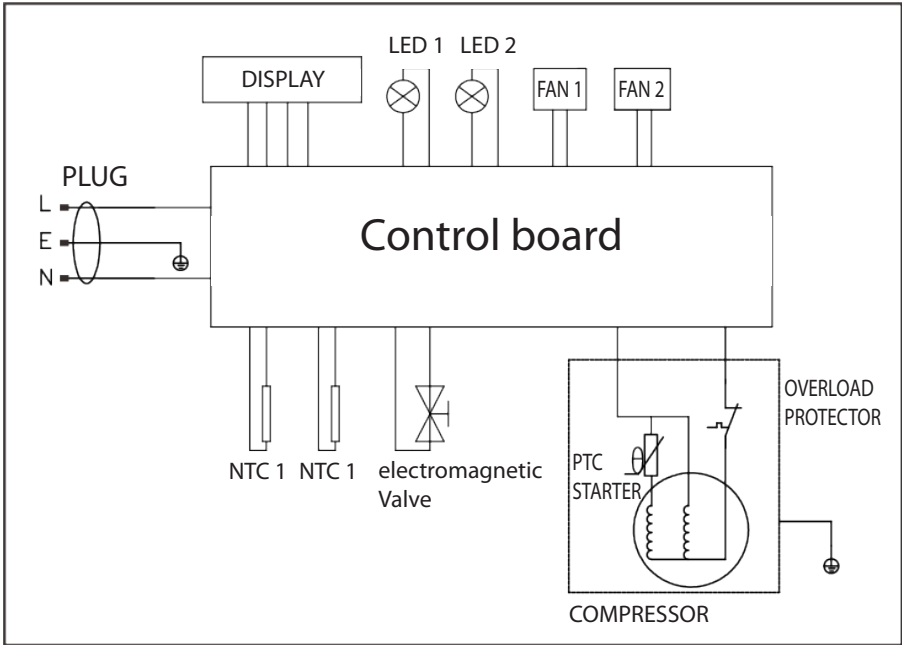 LED 1 LED 2
DISPLAY
FAN 1
FAN 2
PLUG
L
E
N
Control board
NTC 1 NTC 1
electromagnetic
Valve
OVERLOAD
PROTECTOR
PTC
STARTER
COMPRESSOR